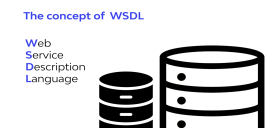 The concept of WSDL
Web
Service
Description
Language